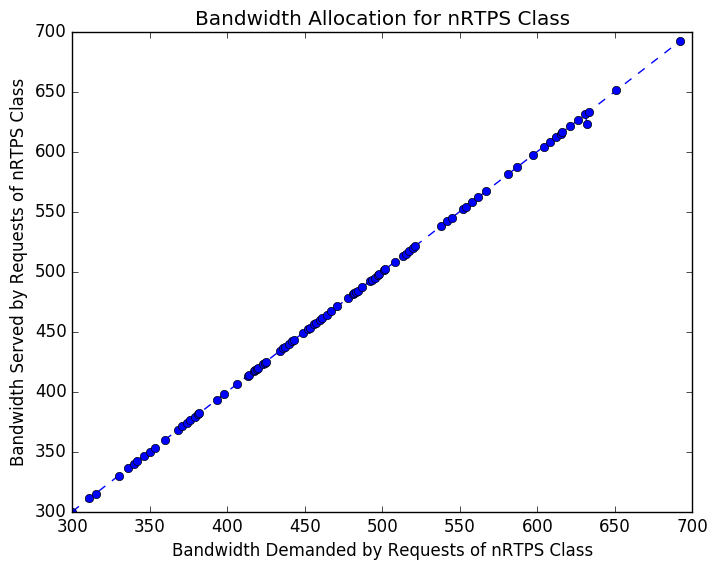 Bandwidth Allocation for nRTPS Class
700
650
600
550
500
450
400
350
300
300 350 400 450 500 550 600 650 700
Bandwidth Served by Requests of nRTPS Class
Bandwidth Demanded by Requests of nRTPS Class